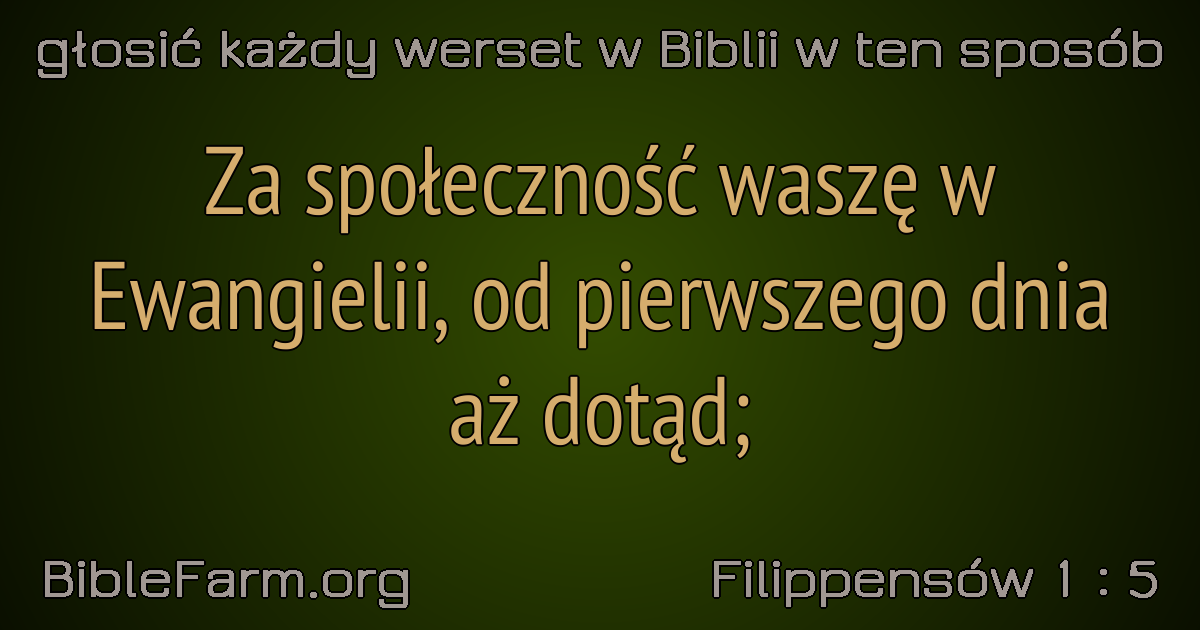 głosić każdy werset w Biblii w ten sposób
Za społeczność waszę w
Ewangielii, od pierwszego dnia
aż dotąd;
BibleFarm.org
Filippensów 1 : 5